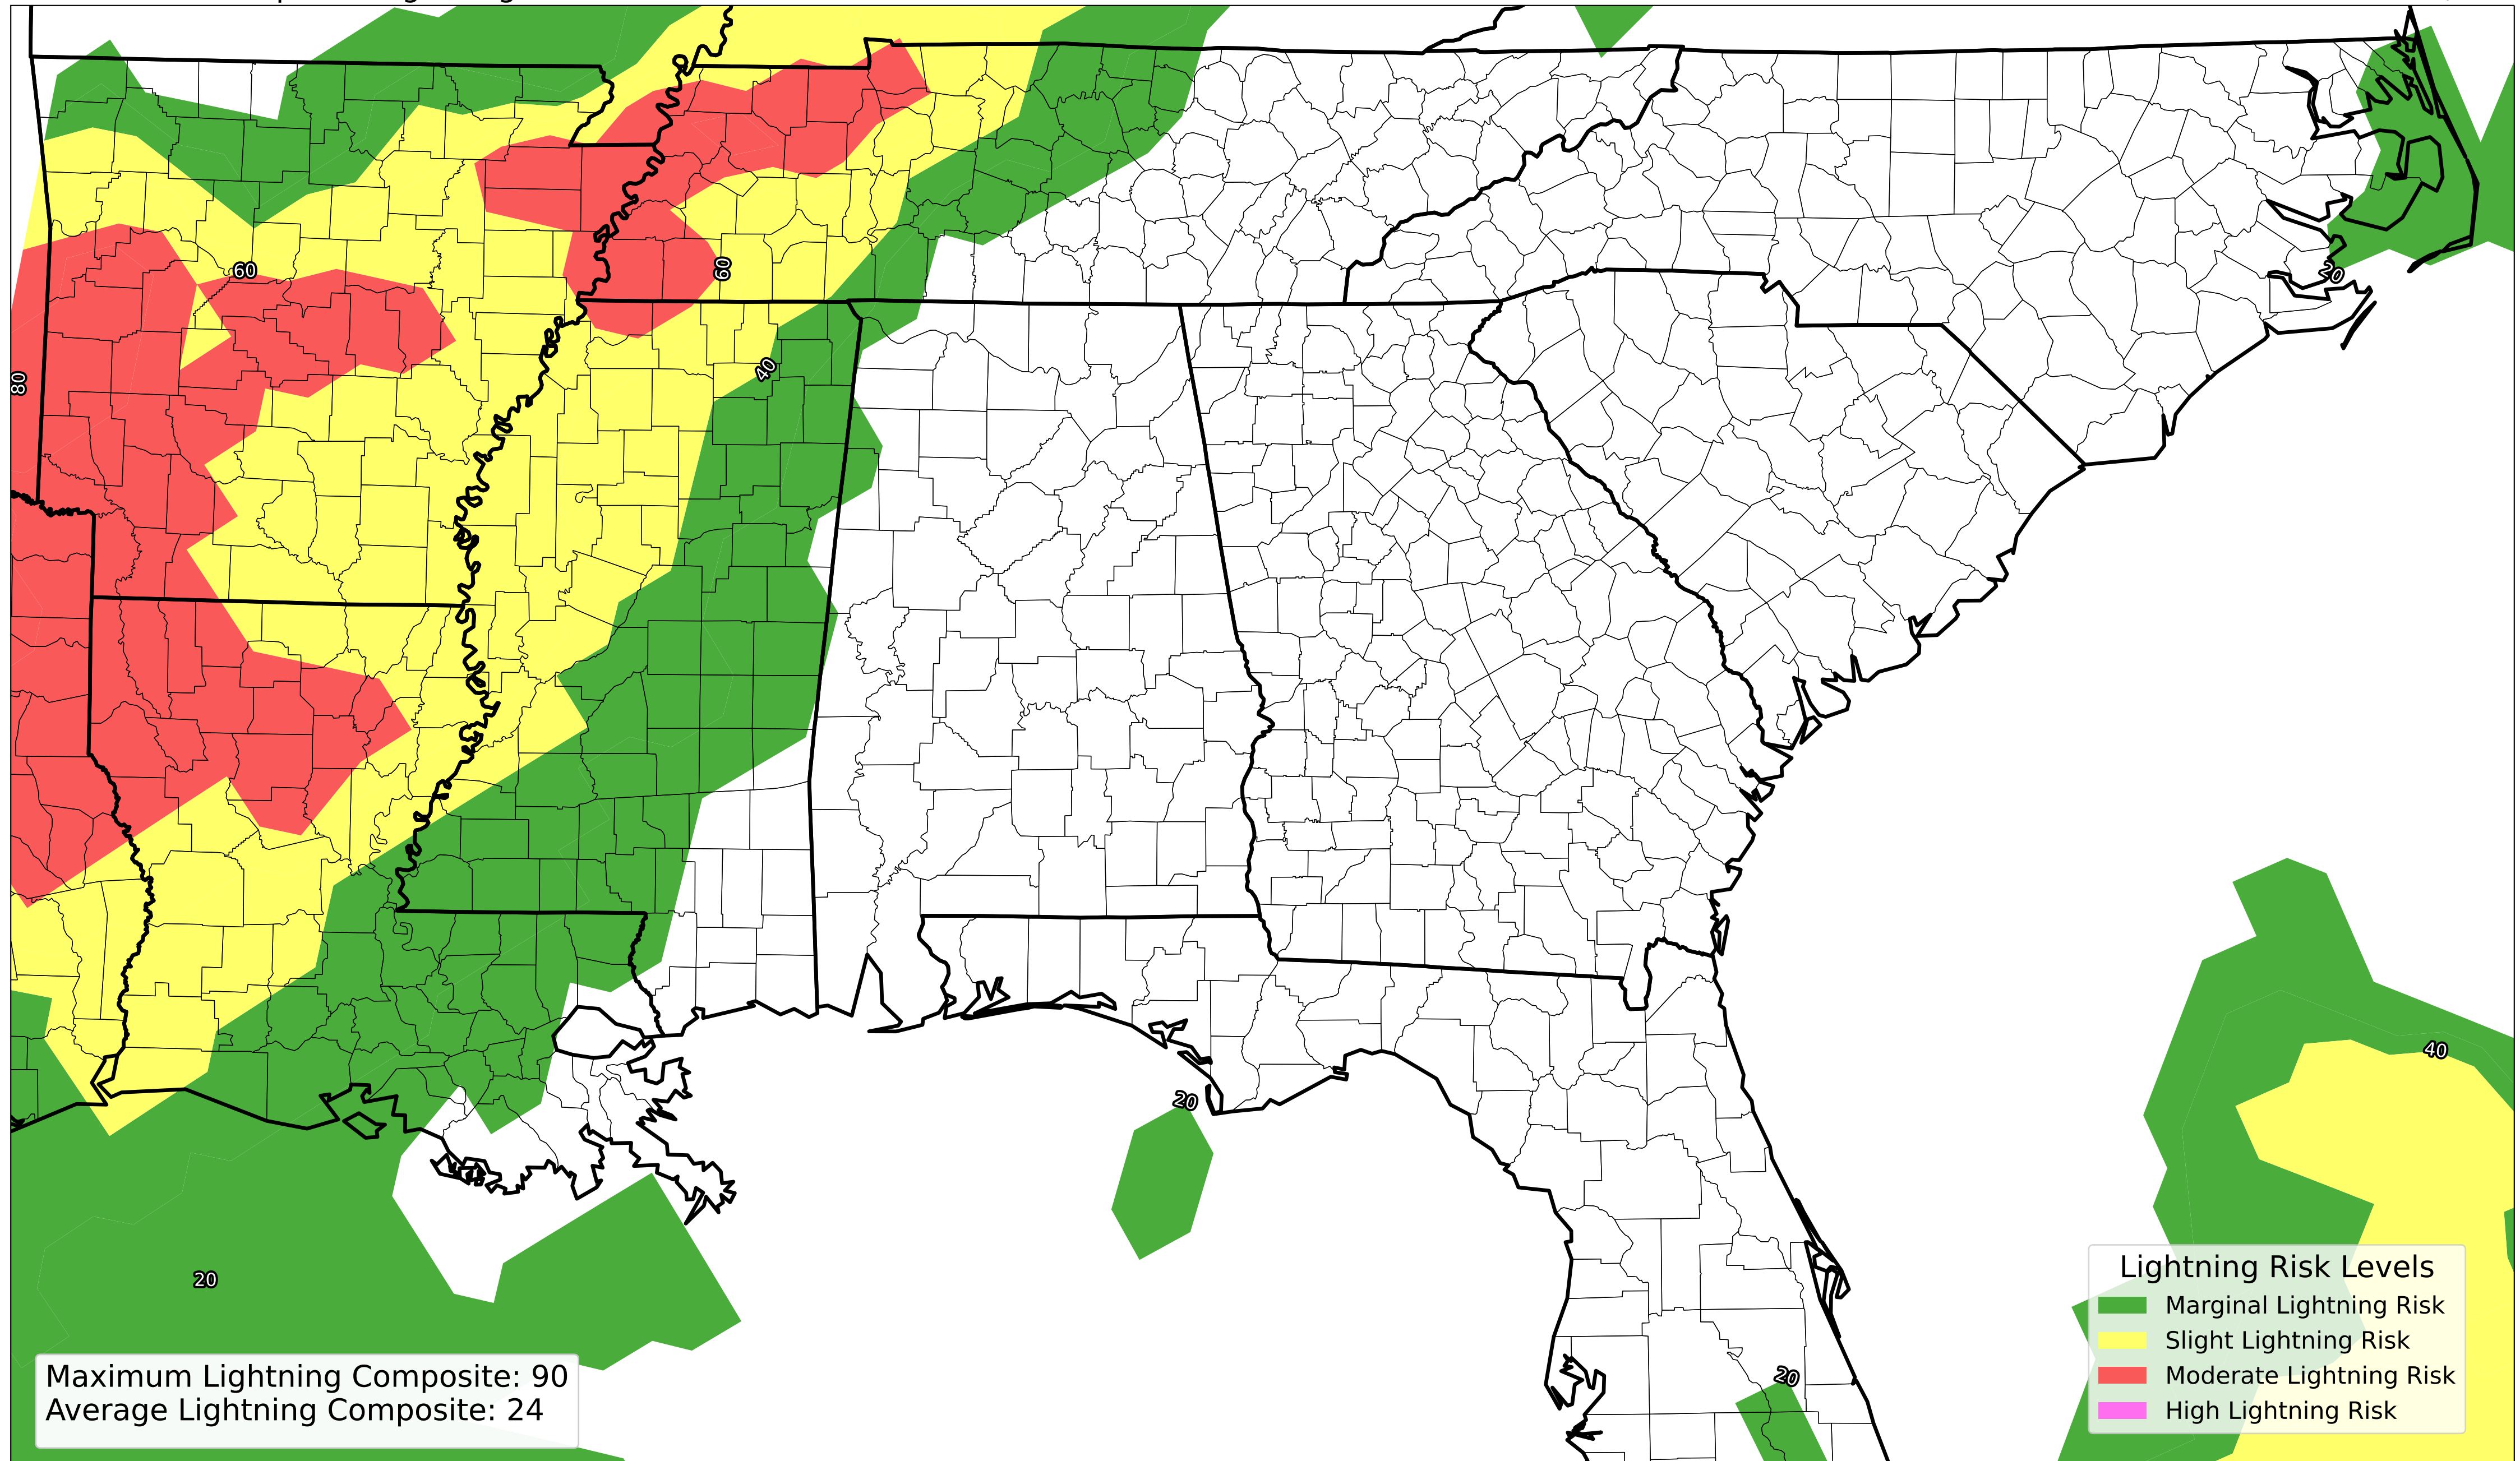 60
60
80
40
20
40
20
20
20
Lightning Risk Levels
Marginal Lightning Risk
Slight Lightning Risk
Moderate Lightning Risk
High Lightning Risk
Maximum Lightning Composite: 90
Average Lightning Composite: 24